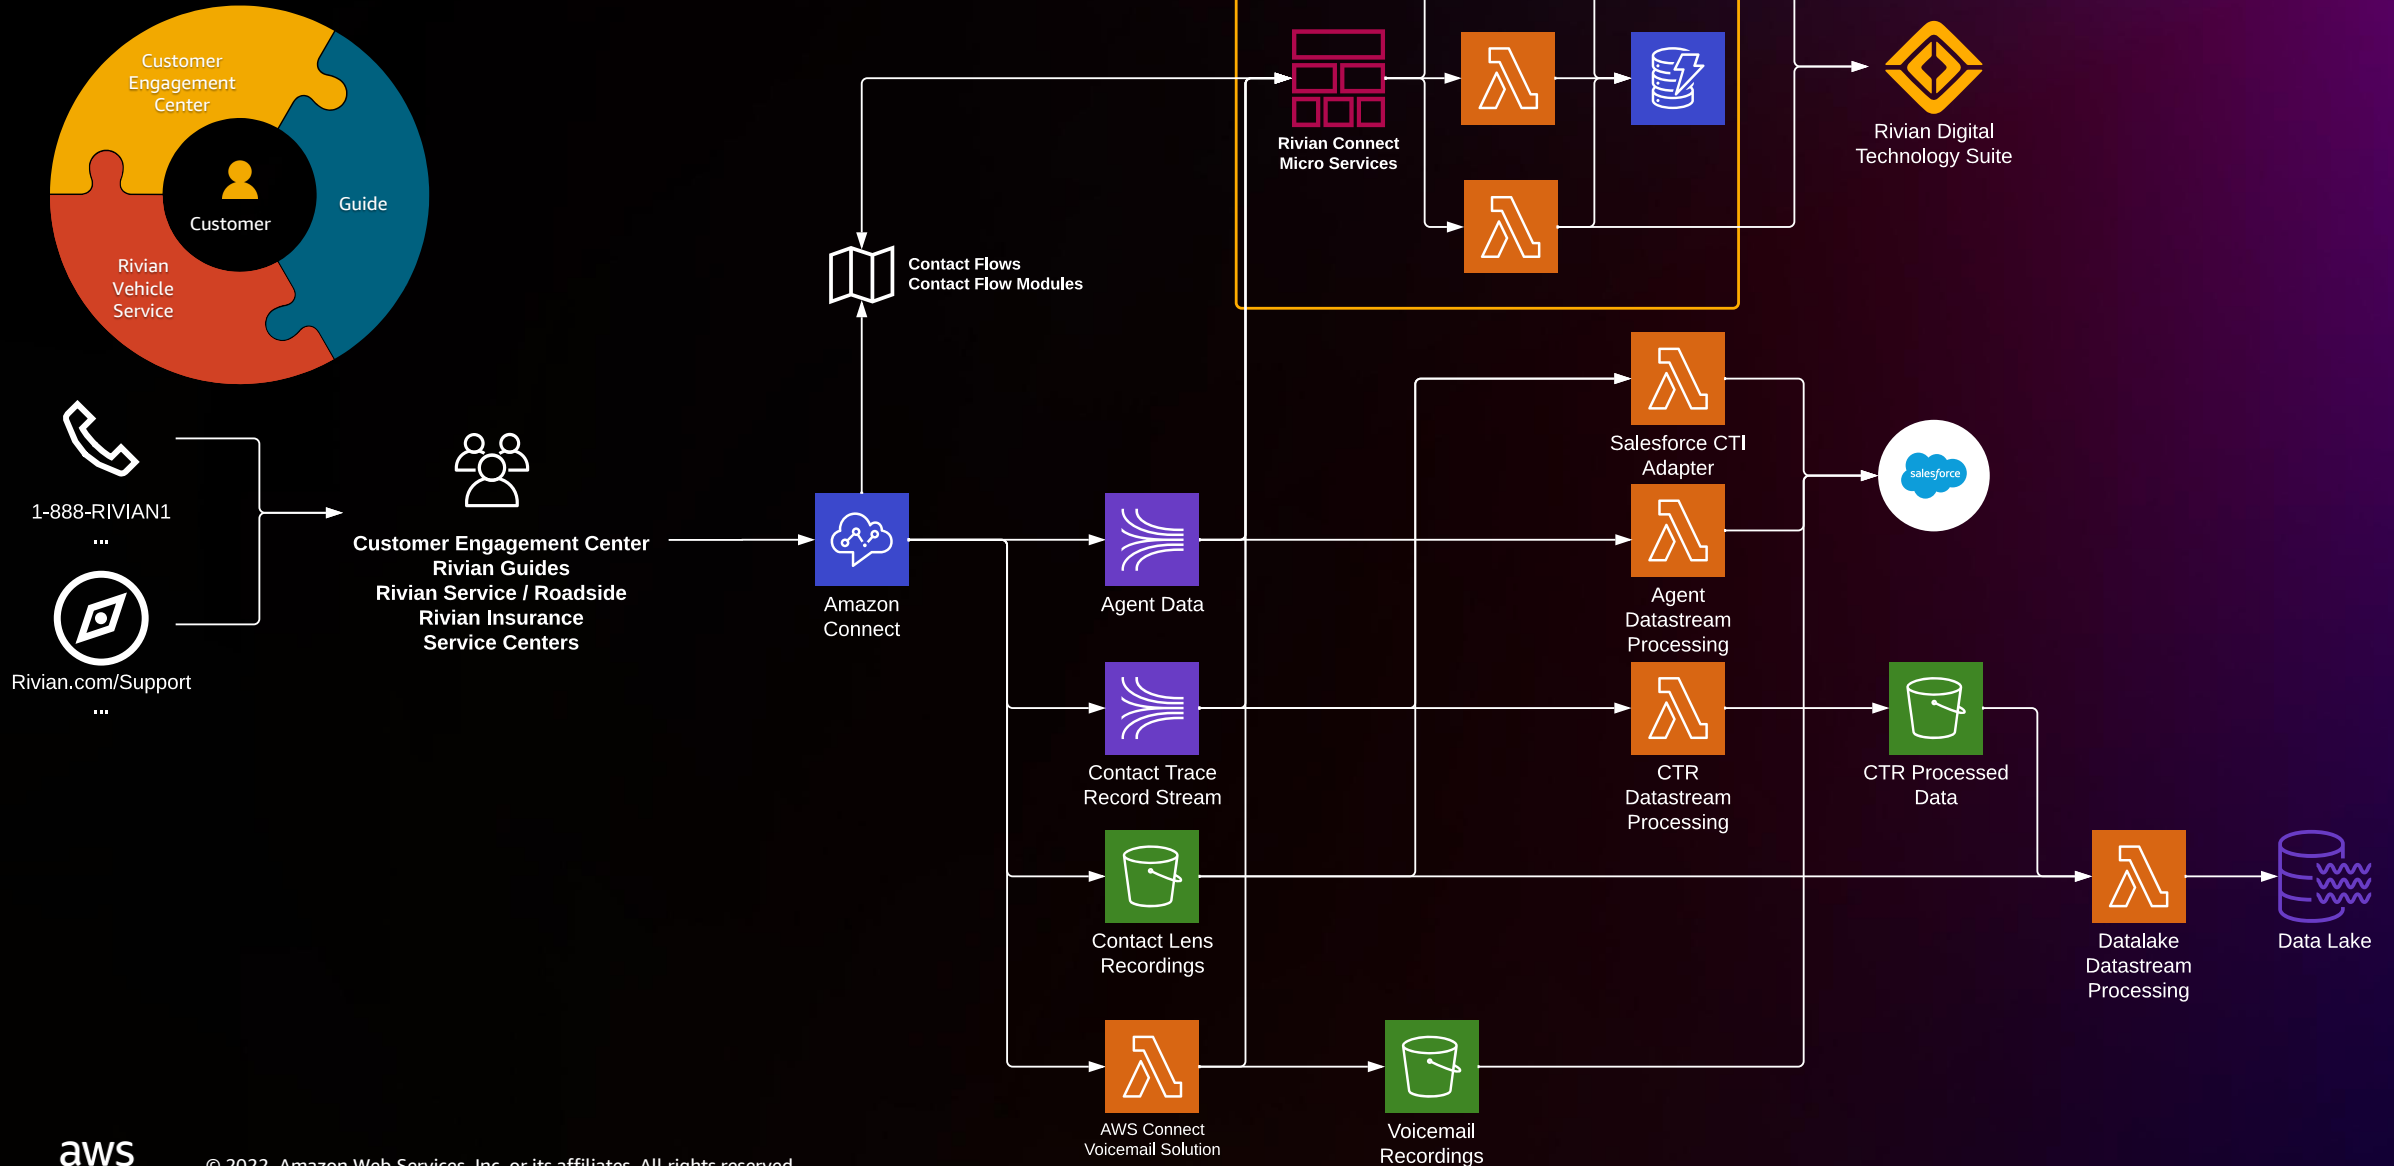 Customer
Engagement
Center
Customer
Guide
Rivian
Vehicle
Service
1-888-RIVIAN1
...
Rivian.com/Support
...
Customer Engagement Center
Rivian Guides
Rivian Service / Roadside
Rivian Insurance
Service Centers
Contact Flows
Contact Flow Modules
Amazon
Connect
Rivian Connect
Micro Services
Rivian Digital
Technology Suite
Salesforce CTI
Adapter
salesforce
Agent Data
Agent
Datastream
Processing
Contact Trace
Record Stream
CTR
Datastream
Processing
CTR Processed
Data
Contact Lens
Recordings
Datalake
Datastream
Processing
Data Lake
AWS Connect
Voicemail Solution
Voicemail
Recordings
aws
© 2022, Amazon Web Services, Inc. or its affiliates. All rights reserved.